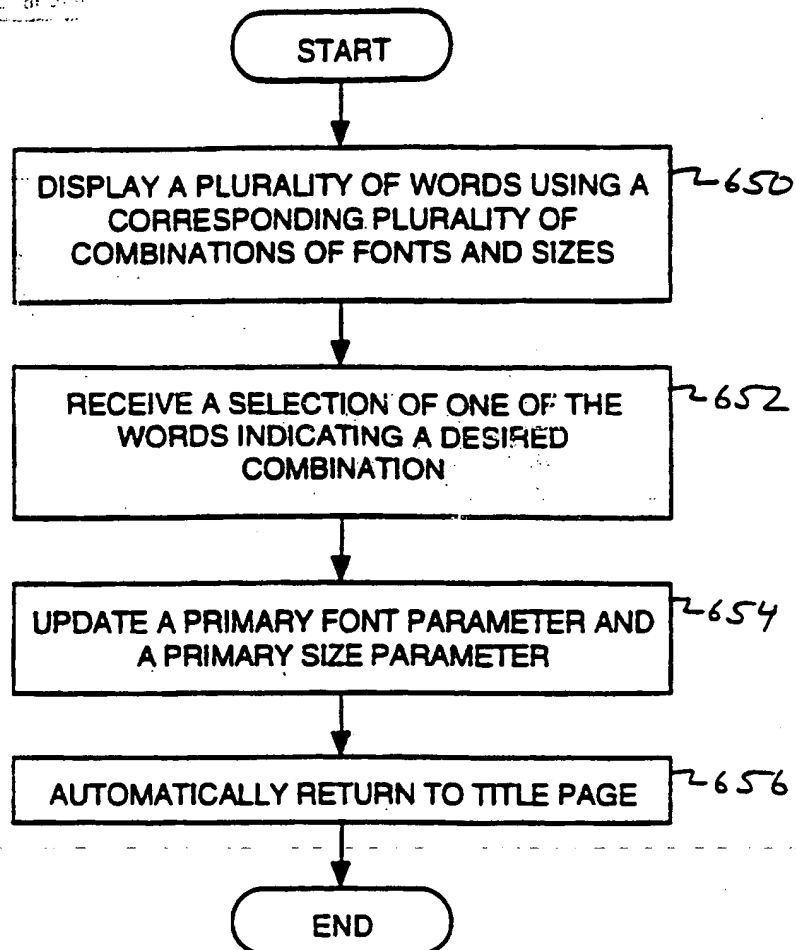 START
DISPLAY A PLURALITY OF WORDS USING A
CORRESPONDING PLURALITY OF
COMBINATIONS OF FONTS AND SIZES
650
RECEIVE A SELECTION OF ONE OF THE
WORDS INDICATING A DESIRED
COMBINATION
652
UPDATE A PRIMARY FONT PARAMETER AND
A PRIMARY SIZE PARAMETER
654
AUTOMATICALLY RETURN TO TITLE PAGE
656
END